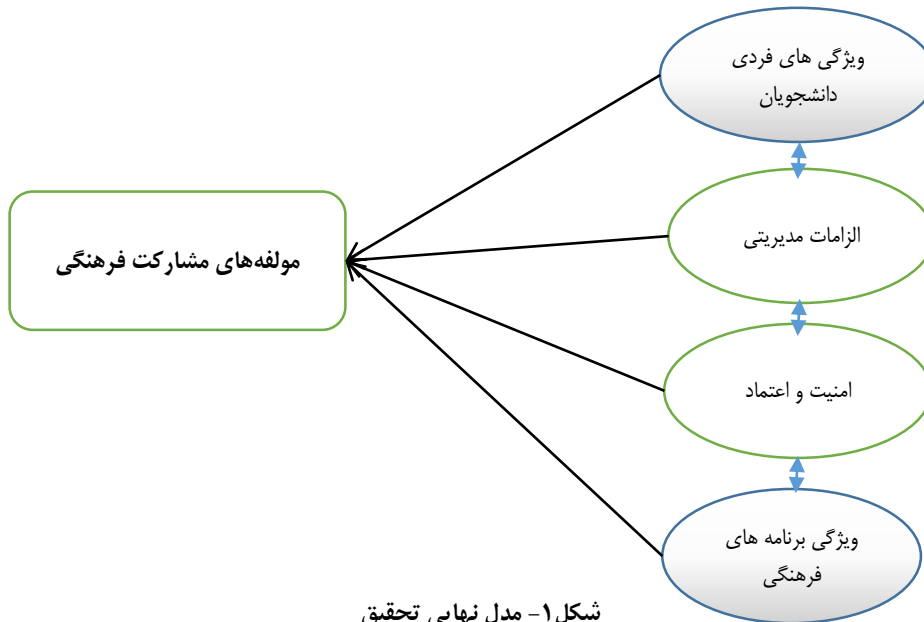 ویژگی های فردی
دانشجویان
الزامات مدیریتی
مولفه‌های مشارکت فرهنگی
امنیت و اعتماد
ویژگی برنامه های
فرهنگی
شکل۱- مدل نهایی تحقیق